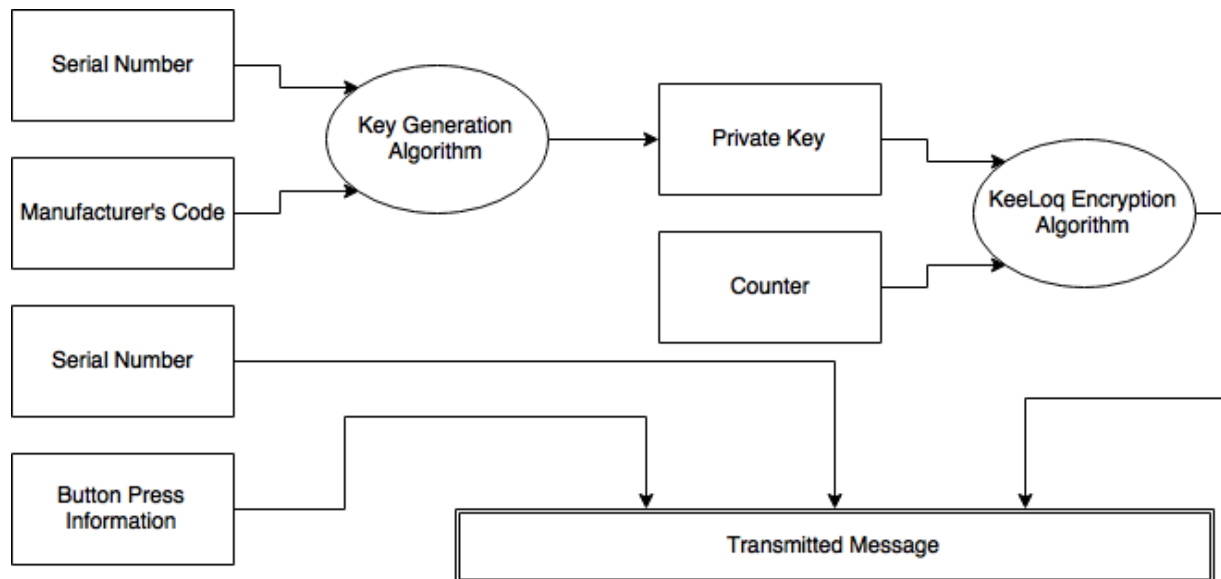 Serial Number
Key Generation
Algorithm
Private Key
Manufacturer's Code
KeeLoq Encryption
Algorithm
Counter
Serial Number
Button Press
Information
Transmitted Message